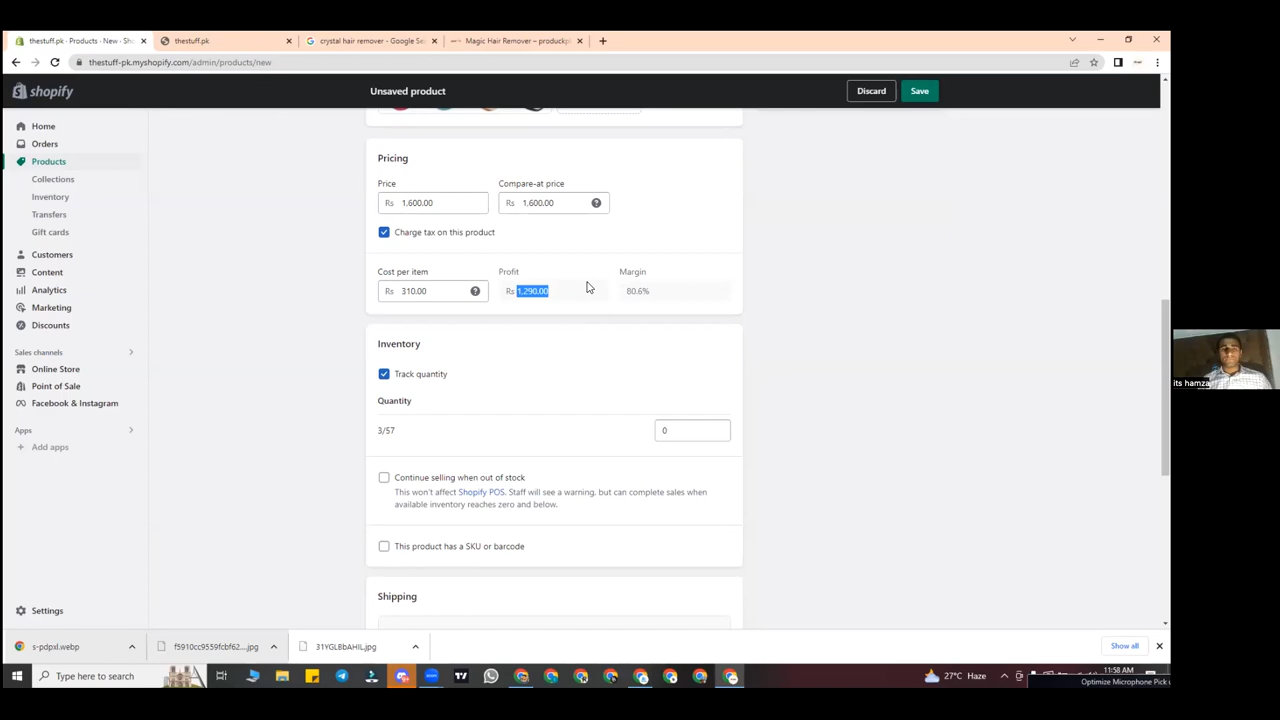 thestuff.pk - Products - New - Sh
thestuff.pk
crystal hair remover - Google Se
Magic Hair Remover – produckp
thestuff-pk.myshopify.com/admin/products/new
shopify
Unsaved product
Discard
Save
Home
Orders
Products
Collections
Inventory
Transfers
Gift cards
Customers
Content
Analytics
Marketing
Discounts
Sales channels
Online Store
Point of Sale
Facebook & Instagram
Apps
Add apps
Settings
Pricing
Price
Compare-at price
Rs 1,600.00
Rs 1,600.00
Charge tax on this product
Cost per item
Profit
Margin
Rs 310.00
Rs 1,290.00
80.6%
Inventory
Track quantity
Quantity
3/57
0
Continue selling when out of stock
This won't affect Shopify POS. Staff will see a warning, but can complete sales when
available inventory reaches zero and below.
This product has a SKU or barcode
Shipping
its hamza
s-pdpxl.webp
f5910cc9559fcbf62....jpg
31YGLBbAHIL.jpg
Show all
Type here to search
27°C Haze
11:58 AM
Optimize Microphone Pick